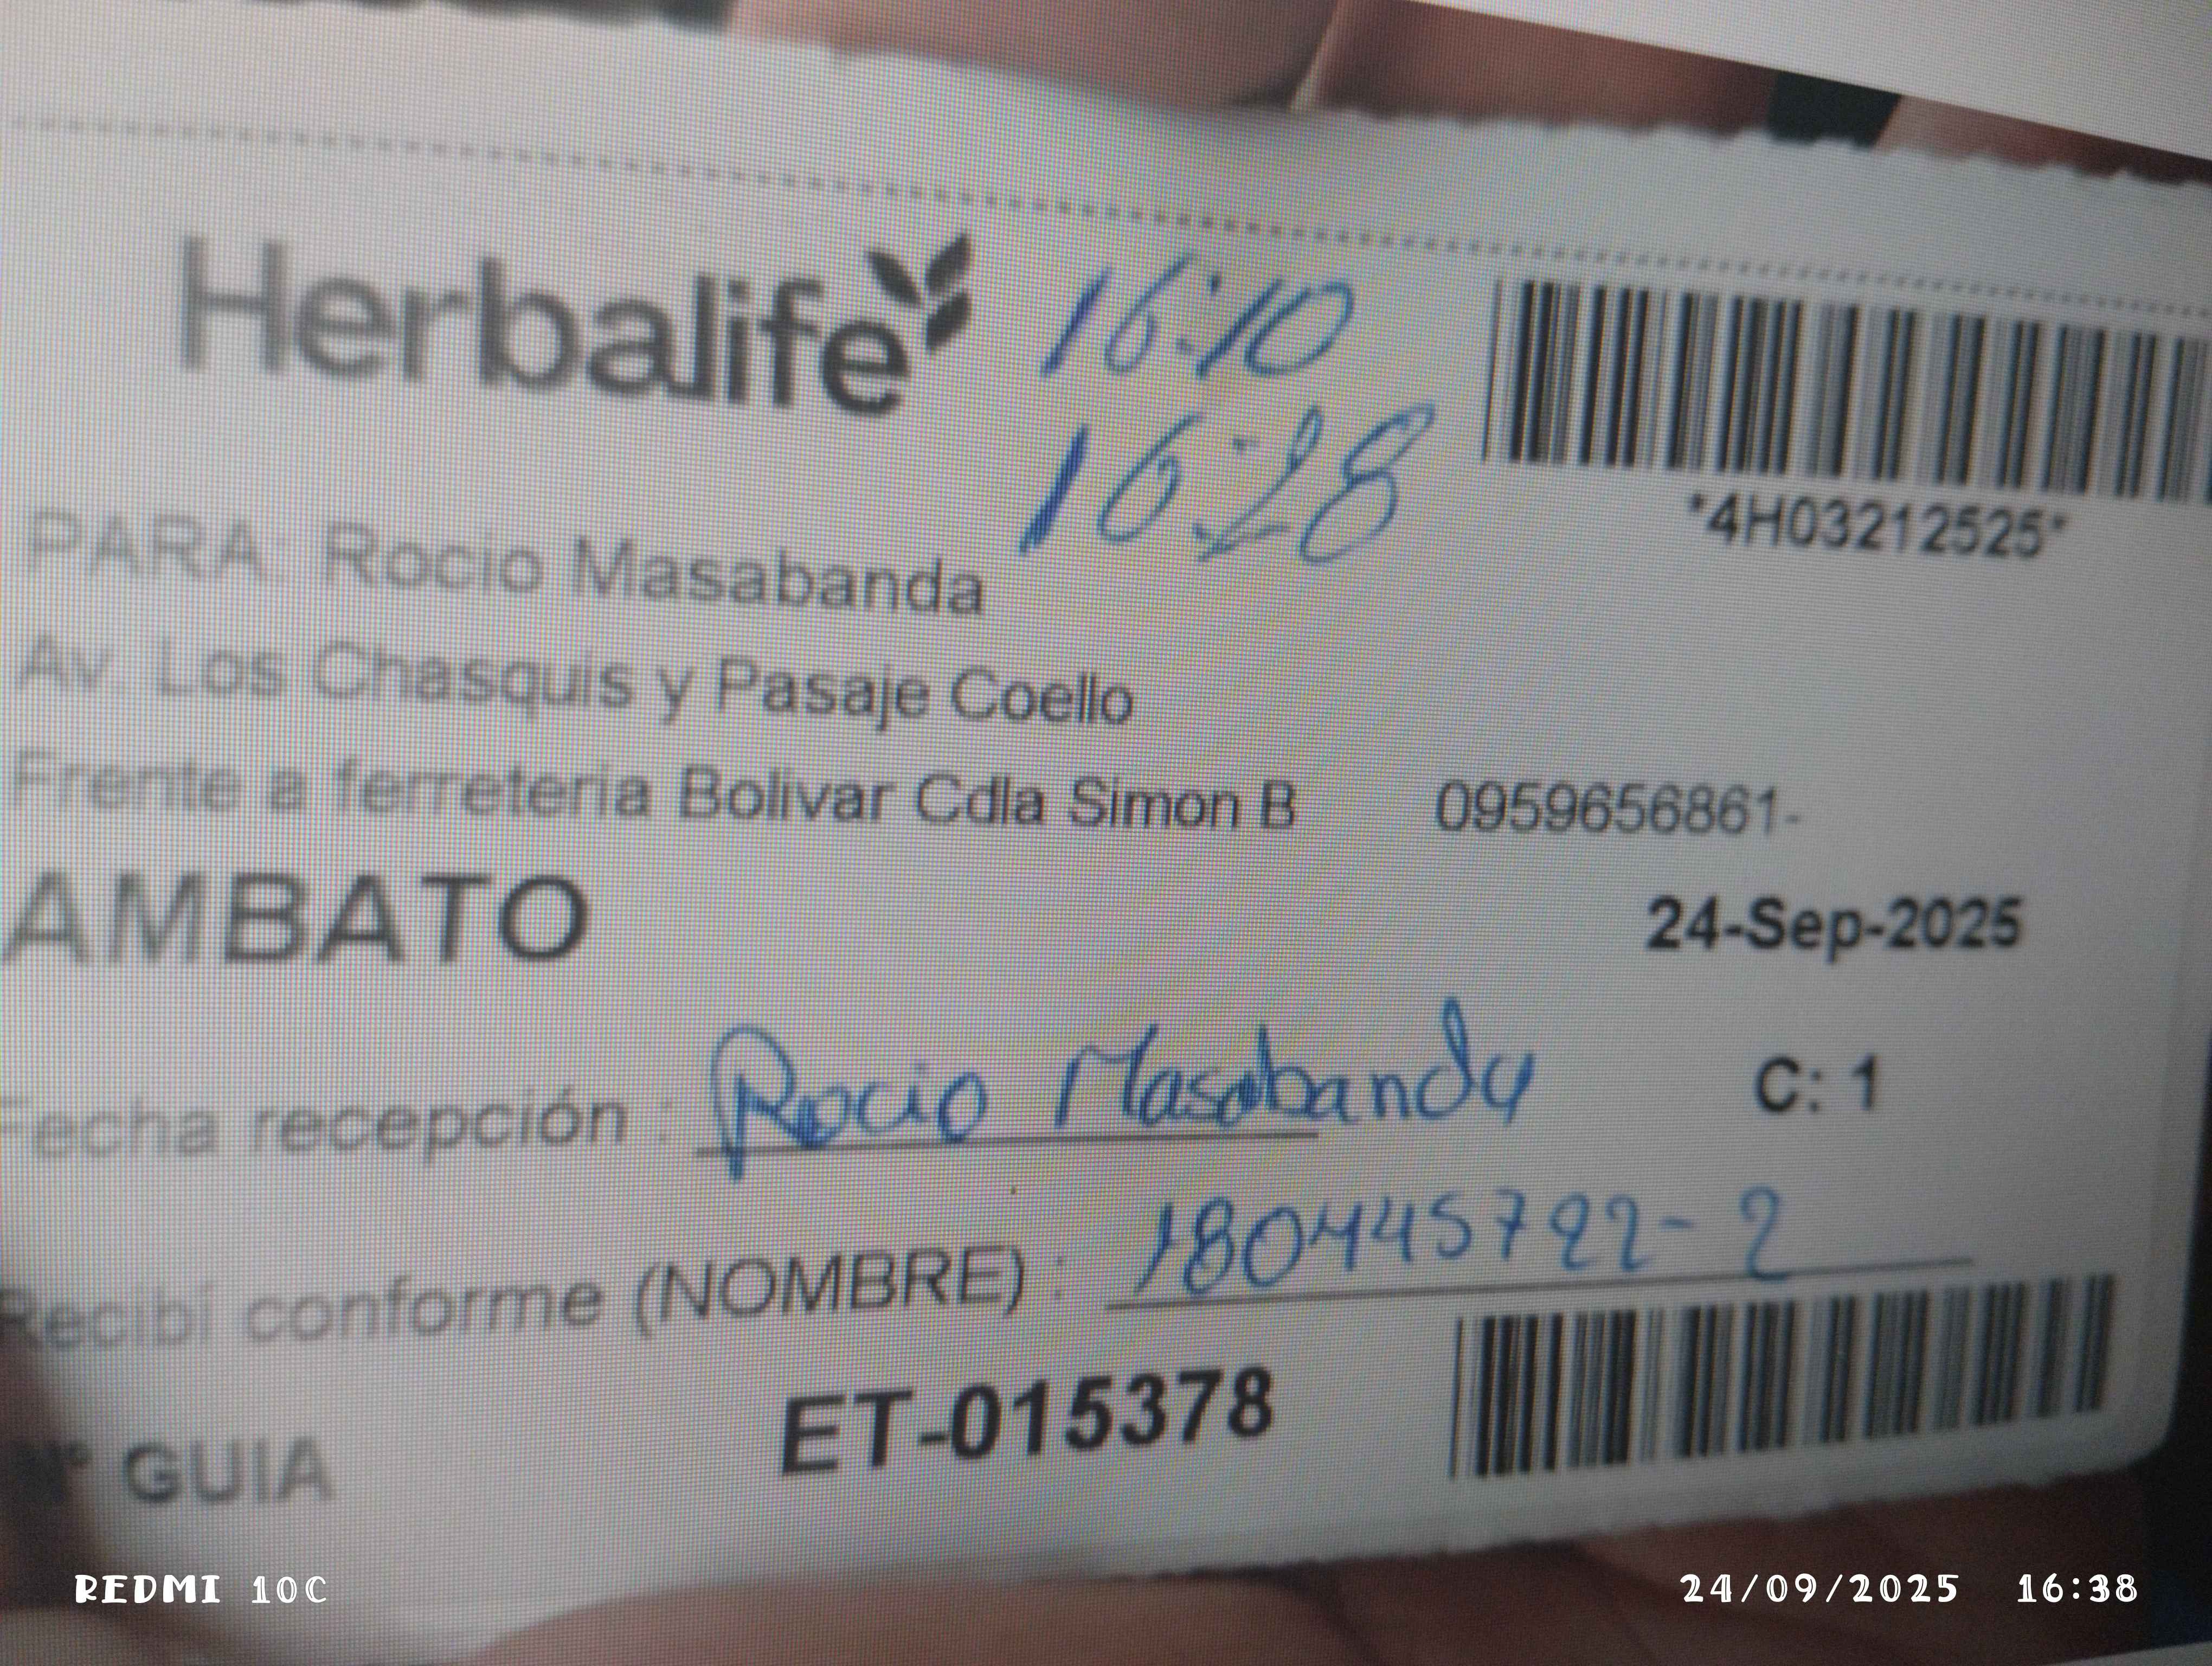 Herbalife
16:10
16:28
*4H03212525*
PARA: Rocio Masabanda
Av. Los Chasquis y Pasaje Coello
Frente a ferreteria Bolivar Cdla Simon B 0959656861-
AMBATO
24-Sep-2025
Fecha recepción : Rocio Masabanda
C: 1
Recibí conforme (NOMBRE) : 180445722-2
N° GUIA ET-015378
REDMI 10C
24/09/2025 16:38